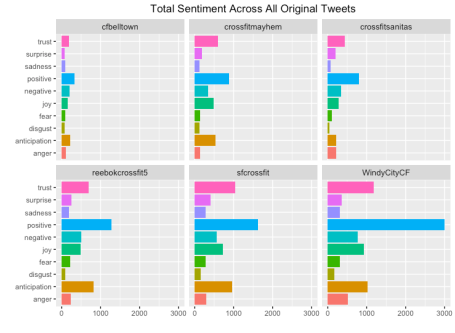 Total Sentiment Across All Original Tweets
cfbelltown crossfitmayhem crossfitsanitas
trust
surprise
sadness
positive
negative
joy
fear
disgust
anticipation
anger
reebokcrossfit5 sfcrossfit WindyCityCF
trust
surprise
sadness
positive
negative
joy
fear
disgust
anticipation
anger
0 1000 2000 3000 0 1000 2000 3000 0 1000 2000 3000